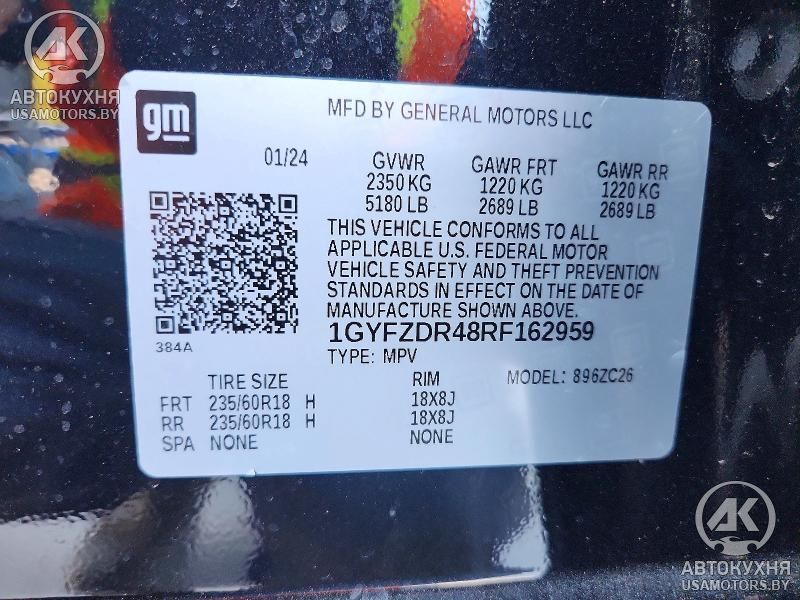 AK
АВТОКУХНЯ
USAMOTORS.BY
gm
MFD BY GENERAL MOTORS LLC
01/24 GVWR GAWR FRT GAWR RR
2350 KG 1220 KG 1220 KG
5180 LB 2689 LB 2689 LB
THIS VEHICLE CONFORMS TO ALL
APPLICABLE U.S. FEDERAL MOTOR
VEHICLE SAFETY AND THEFT PREVENTION
STANDARDS IN EFFECT ON THE DATE OF
MANUFACTURE SHOWN ABOVE.
1GYFZDR48RF162959
384A
TYPE: MPV
TIRE SIZE RIM MODEL: 896ZC26
FRT 235/60R18 H 18X8J
RR 235/60R18 H 18X8J
SPA NONE NONE
AK
АВТОКУХНЯ
USAMOTORS.BY